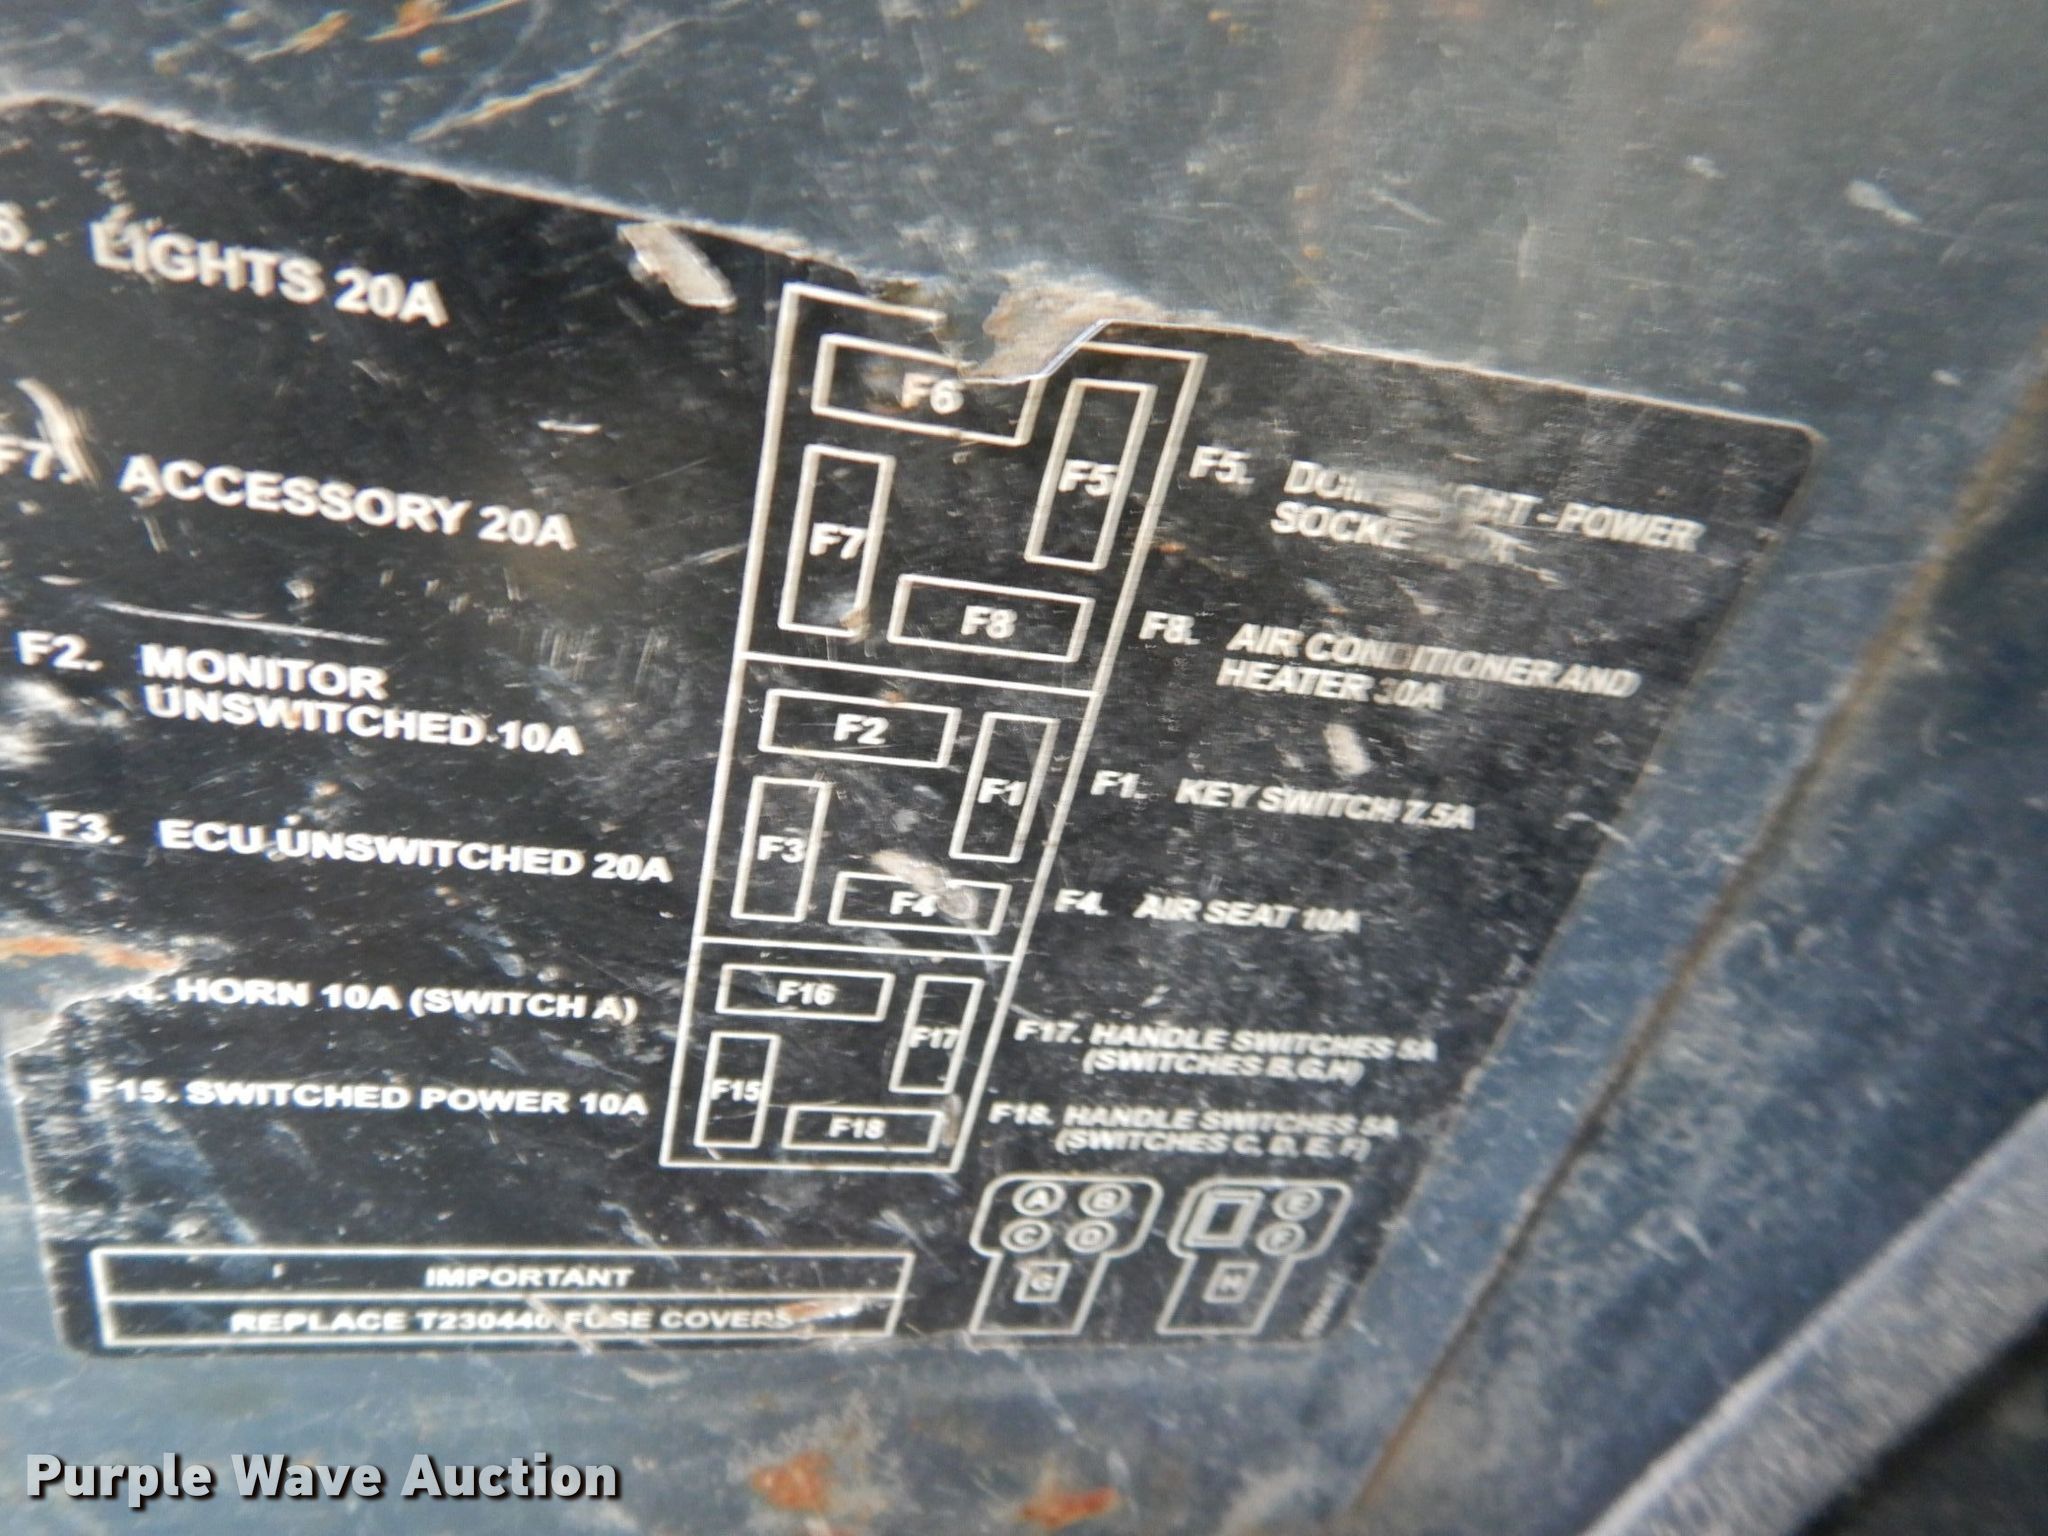 6. LIGHTS 20A
F7. ACCESSORY 20A
F2. MONITOR
UNSWITCHED 10A
F3. ECU UNSWITCHED 20A
HORN 10A (SWITCH A)
F15. SWITCHED POWER 10A
F6
F5
F7
F8
F2
F1
F3
F4
F16
F17
F15
F18
F5. - POWER
F8. AIR CONDITIONER AND
HEATER 30A
F1. KEY SWITCH 7.5A
F4. AIR SEAT 10A
F17. HANDLE SWITCHES 5A
(SWITCHES B,G,H)
F18. HANDLE SWITCHES 5A
(SWITCHES C, D, E, F)
A B E
C D F
G H
IMPORTANT
REPLACE T230440 FUSE COVERS
Purple Wave Auction